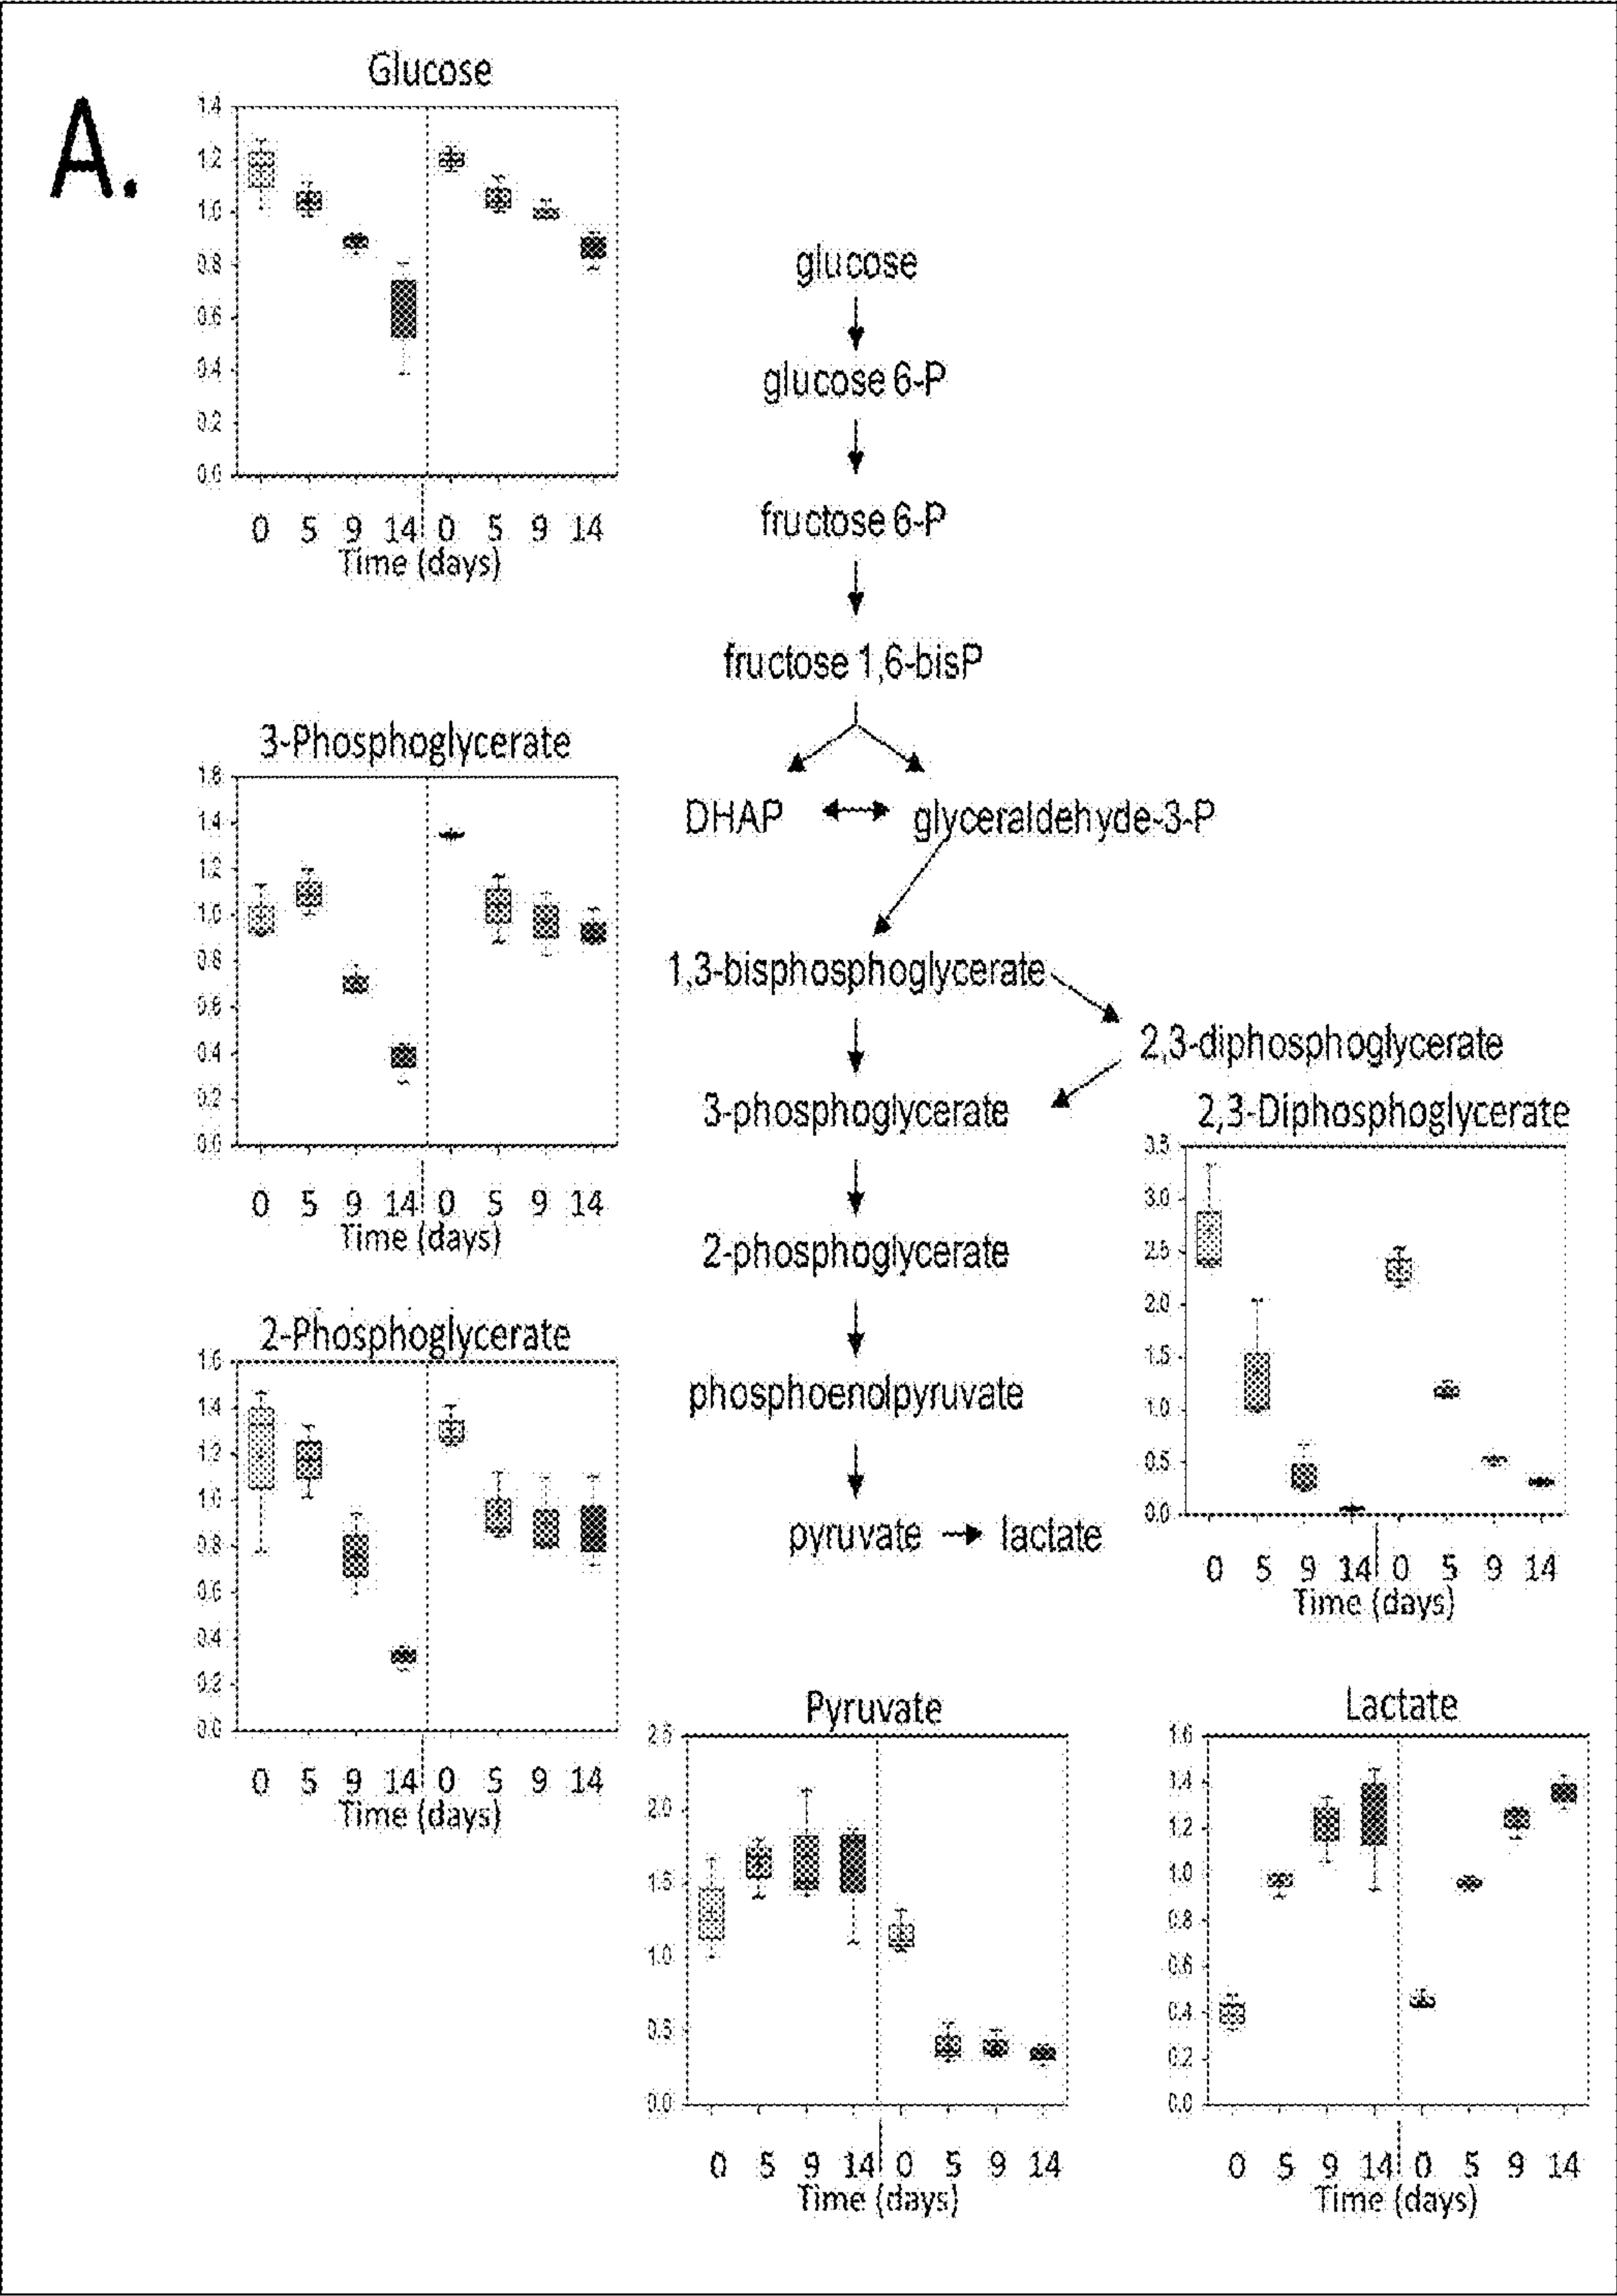 A.
Glucose
1.4
1.2
1.0
0.8
0.6
0.4
0.2
0.0
0 5 9 14 0 5 9 14
Time (days)
glucose
glucose 6-P
fructose 6-P
fructose 1,6-bisP
DHAP
glyceraldehyde-3-P
1,3-bisphosphoglycerate
2,3-diphosphoglycerate
3-phosphoglycerate
2-phosphoglycerate
phosphoenolpyruvate
pyruvate
lactate
3-Phosphoglycerate
1.6
1.4
1.2
1.0
0.8
0.6
0.4
0.2
0.0
0 5 9 14 0 5 9 14
Time (days)
2-Phosphoglycerate
1.6
1.4
1.2
1.0
0.8
0.6
0.4
0.2
0.0
0 5 9 14 0 5 9 14
Time (days)
2,3-Diphosphoglycerate
3.5
3.0
2.5
2.0
1.5
1.0
0.5
0.0
0 5 9 14 0 5 9 14
Time (days)
Pyruvate
2.5
2.0
1.5
1.0
0.5
0.0
0 5 9 14 0 5 9 14
Time (days)
Lactate
1.6
1.4
1.2
1.0
0.8
0.6
0.4
0.2
0.0
0 5 9 14 0 5 9 14
Time (days)